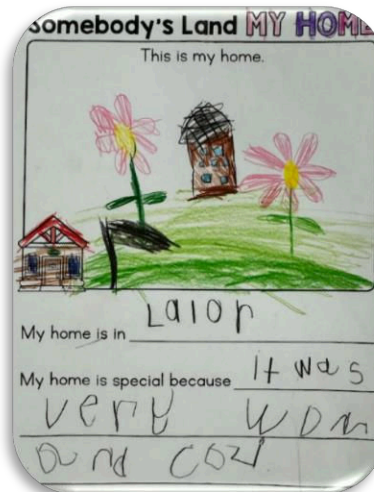 Somebody's Land MY HOME
This is my home.
My home is in Lalor
My home is special because it was
very wom
and cozi